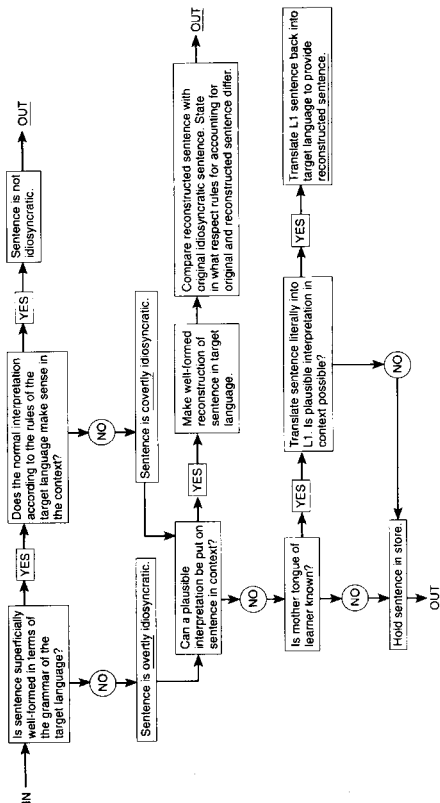 IN
Is sentence superficially
well-formed in terms of
the grammar of the
target language?
YES
Does the normal interpretation
according to the rules of the
target language make sense in
the context?
YES
Sentence is not
idiosyncratic.
OUT
NO
NO
Sentence is overtly idiosyncratic.
Sentence is covertly idiosyncratic.
Can a plausible
interpretation be put on
sentence in context?
YES
Make well-formed
reconstruction of
sentence in target
language.
Compare reconstructed sentence with
original idiosyncratic sentence. State
in what respect rules for accounting for
original and reconstructed sentence differ.
OUT
NO
Is mother tongue of
learner known?
YES
Translate sentence literally into
L1. Is plausible interpretation in
context possible?
YES
Translate L1 sentence back into
target language to provide
reconstructed sentence.
NO
NO
Hold sentence in store.
OUT